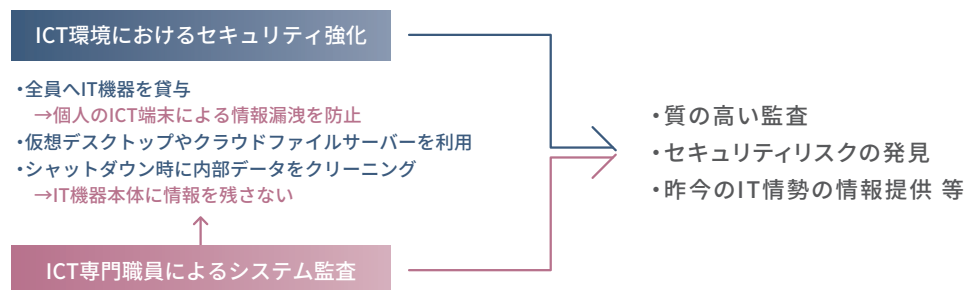 ICT環境におけるセキュリティ強化
・全員へIT機器を貸与
→個人のICT端末による情報漏洩を防止
・仮想デスクトップやクラウドファイルサーバーを利用
・シャットダウン時に内部データをクリーニング
→IT機器本体に情報を残さない
ICT専門職員によるシステム監査
・質の高い監査
・セキュリティリスクの発見
・昨今のIT情勢の情報提供 等